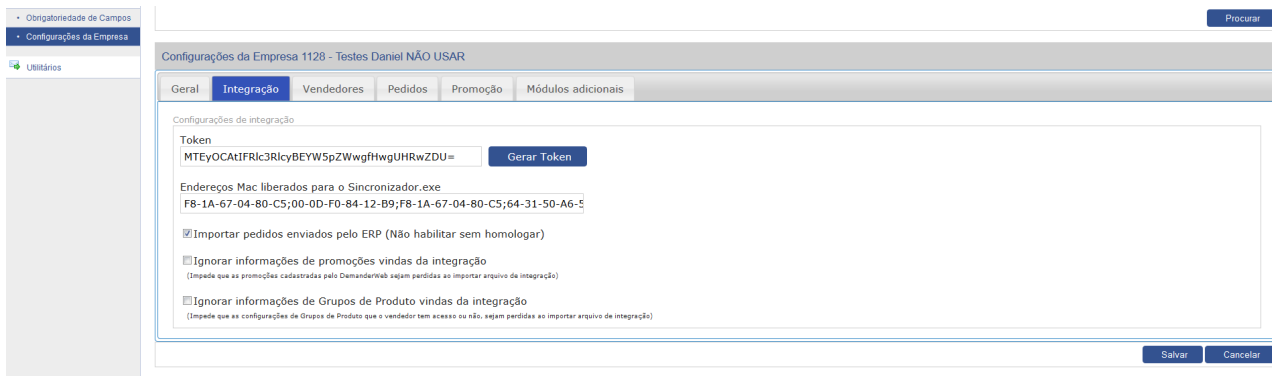 Obrigatoriedade de Campos
Configurações da Empresa
Utilitários
Procurar
Configurações da Empresa 1128 - Testes Daniel NÃO USAR
Geral Integração Vendedores Pedidos Promoção Módulos adicionais
Configurações de integração
Token
MTEyOCAtIFRlc3RlcyBEYW5pZWwgfHwgUHRwZDU= Gerar Token
Endereços Mac liberados para o Sincronizador.exe
F8-1A-67-04-80-C5;00-0D-F0-84-12-B9;F8-1A-67-04-80-C5;64-31-50-A6-5
Importar pedidos enviados pelo ERP (Não habilitar sem homologar)
Ignorar informações de promoções vindas da integração
(Impede que as promoções cadastradas pelo DemanderWeb sejam perdidas ao importar arquivo de integração)
Ignorar informações de Grupos de Produto vindas da integração
(Impede que as configurações de Grupos de Produto que o vendedor tem acesso ou não, sejam perdidas ao importar arquivo de integração)
Salvar Cancelar